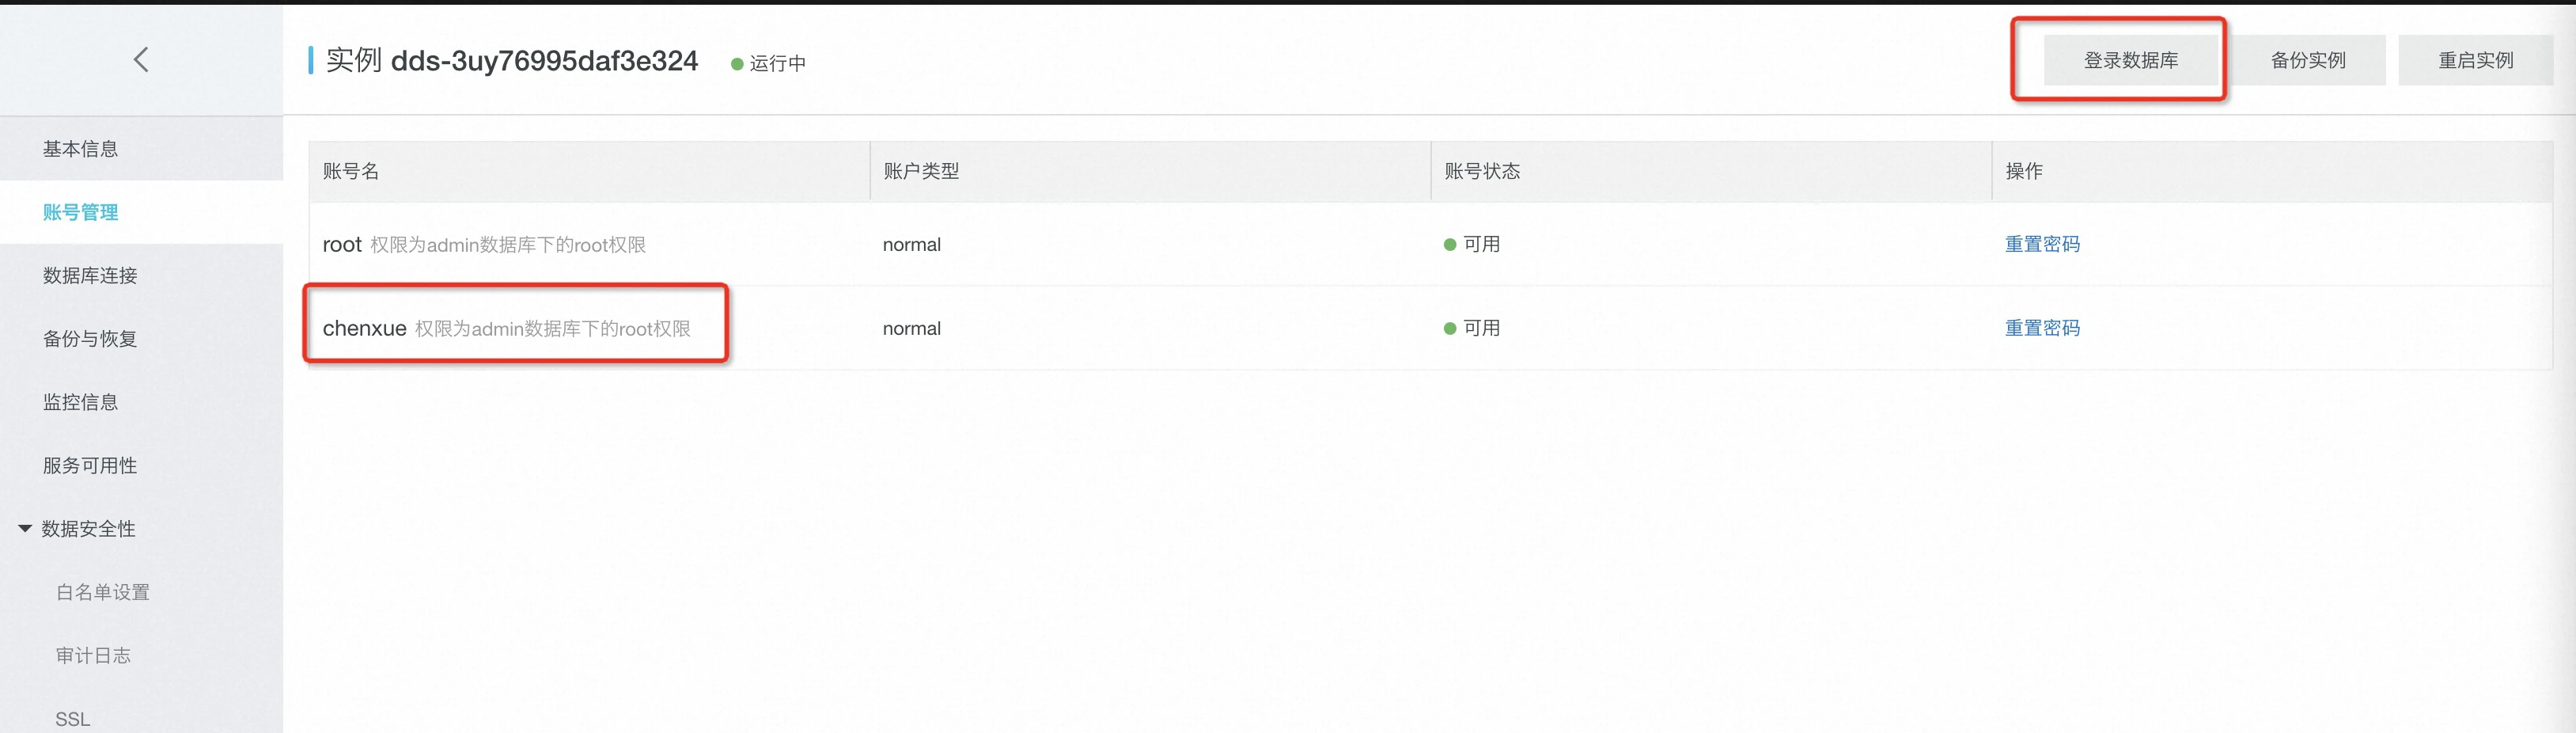 实例 dds-3uy76995daf3e324 运行中 登录数据库 备份实例 重启实例
基本信息
账号管理
数据库连接
备份与恢复
监控信息
服务可用性
数据安全性
白名单设置
审计日志
SSL
账号名 账户类型 账号状态 操作
root 权限为admin数据库下的root权限 normal 可用 重置密码
chenxue 权限为admin数据库下的root权限 normal 可用 重置密码